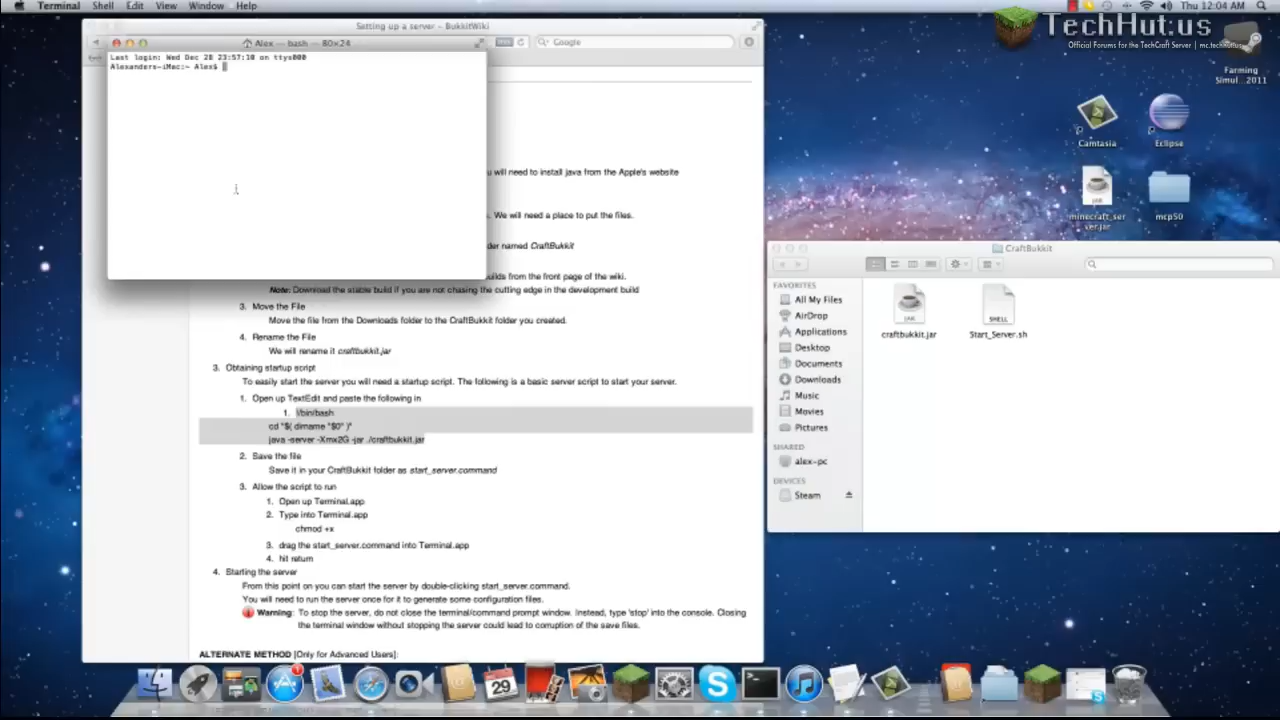 Terminal Shell Edit View Window Help
Thu 12:04 AM
TechHut.us
Official Forums for the TechCraft Server | mc.techhut.us
Setting up a server - BukkitWiki
Google
Alex — bash — 80×24
Last login: Wed Dec 28 23:57:10 on ttys000
Alexanders-iMac:~ Alex$
will need to install java from the Apple's website
We will need a place to put the files.
named CraftBukkit
from the front page of the wiki.
Note: Download the stable build if you are not chasing the cutting edge in the development build
3. Move the File
Move the file from the Downloads folder to the CraftBukkit folder you created.
4. Rename the File
We will rename it craftbukkit.jar
3. Obtaining startup script
To easily start the server you will need a startup script. The following is a basic server script to start your server.
1. Open up TextEdit and paste the following in
1. !/bin/bash
cd "$( dirname "$0" )"
java -server -Xmx2G -jar ./craftbukkit.jar
2. Save the file
Save it in your CraftBukkit folder as start_server.command
3. Allow the script to run
1. Open up Terminal.app
2. Type into Terminal.app
chmod +x
3. drag the start_server.command into Terminal.app
4. hit return
4. Starting the server
From this point on you can start the server by double-clicking start_server.command.
You will need to run the server once for it to generate some configuration files.
Warning: To stop the server, do not close the terminal/command prompt window. Instead, type 'stop' into the console. Closing
the terminal window without stopping the server could lead to corruption of the save files.
ALTERNATE METHOD [Only for Advanced Users]:
Farming
Simul...2011
Camtasia
Eclipse
JAR
minecraft_ser
ver.jar
mcp50
CraftBukkit
FAVORITES
All My Files
AirDrop
Applications
Desktop
Documents
Downloads
Music
Movies
Pictures
SHARED
alex-pc
DEVICES
Steam
JAR
craftbukkit.jar
SHELL
Start_Server.sh
1
29